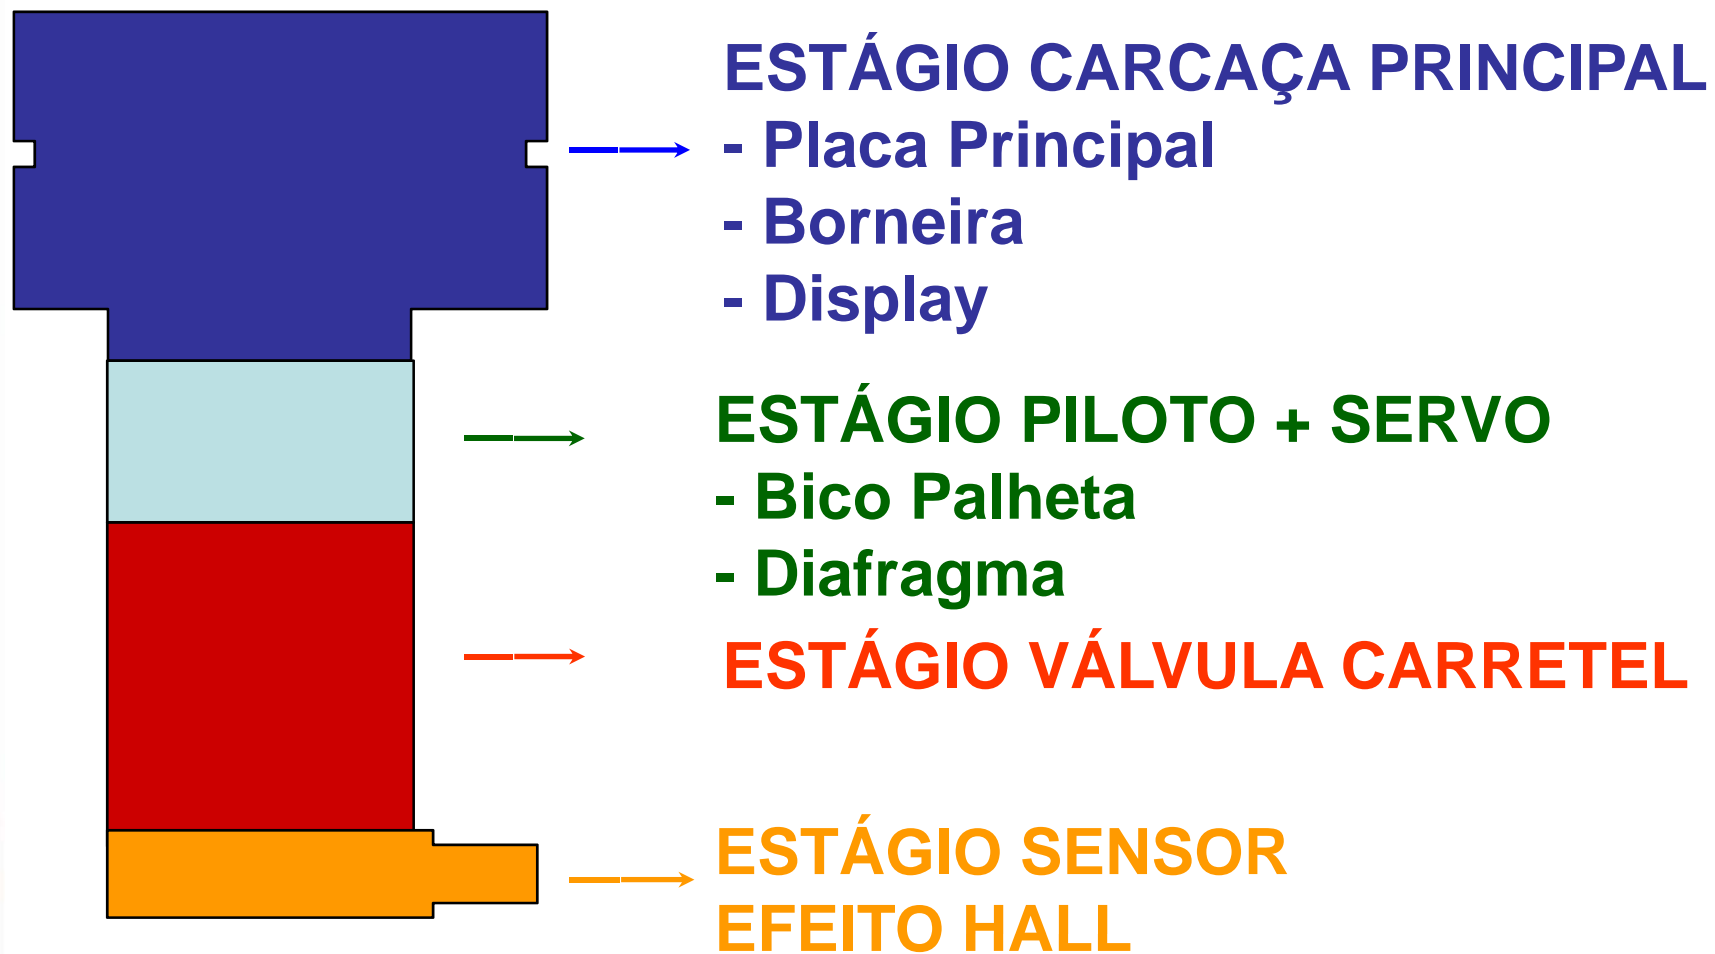 ESTÁGIO CARCAÇA PRINCIPAL
- Placa Principal
- Borneira
- Display
ESTÁGIO PILOTO + SERVO
- Bico Palheta
- Diafragma
ESTÁGIO VÁLVULA CARRETEL
ESTÁGIO SENSOR
EFEITO HALL